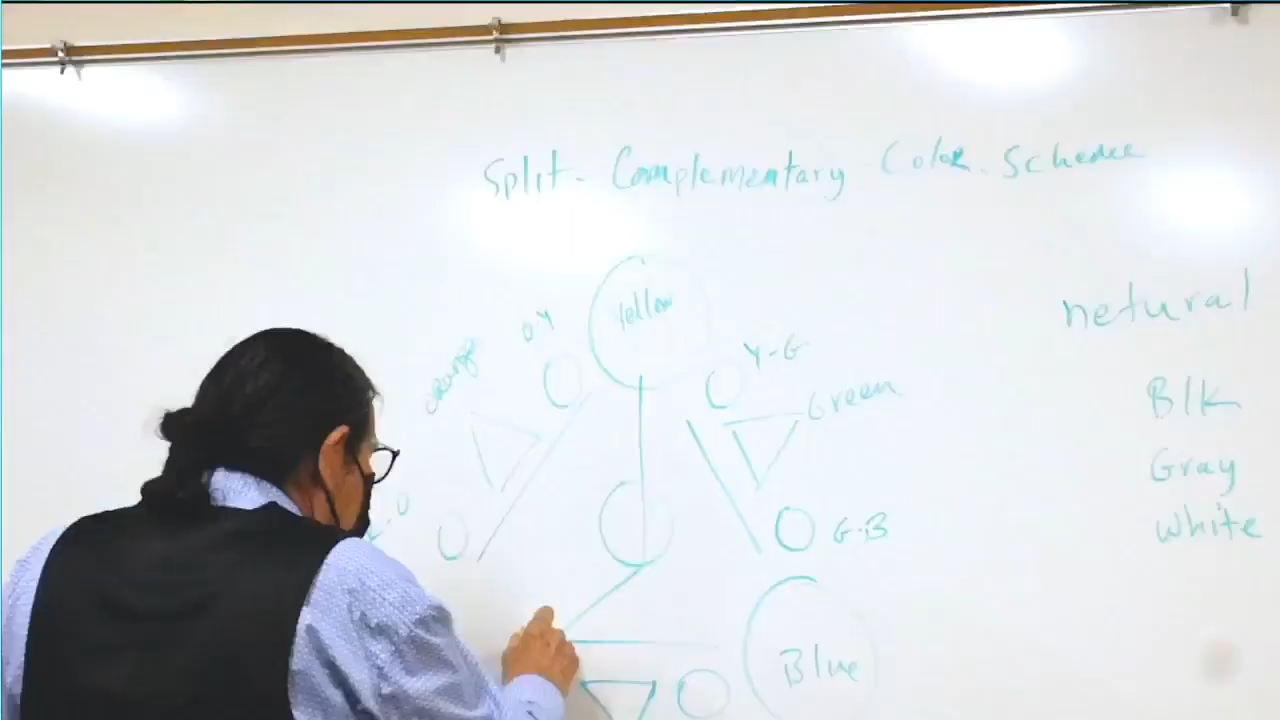 Split-Complementary Color Scheme
Yellow
O-Y
Y-G
orange
Green
G-B
Blue
netural
Blk
Gray
White